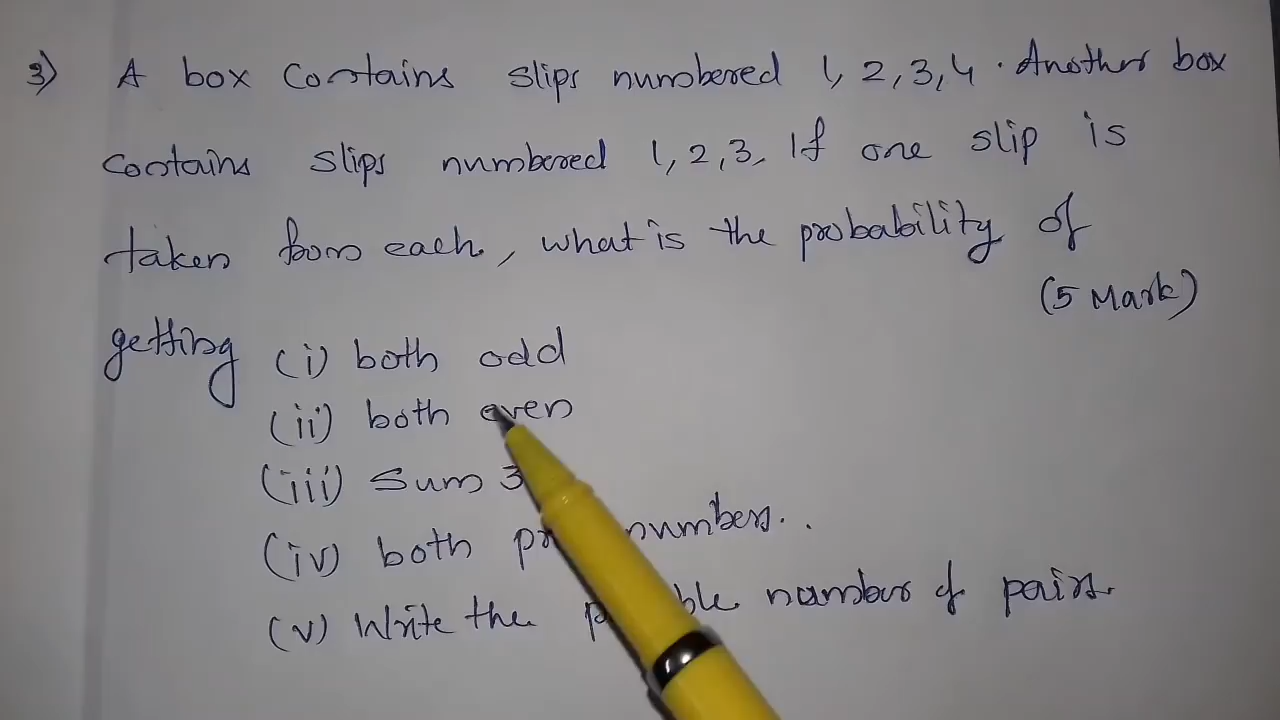 3) A box contains slips numbered 1, 2, 3, 4. Another box
contains slips numbered 1, 2, 3. If one slip is
taken from each, what is the probability of
(5 Mark)
getting (i) both odd
(ii) both even
(iii) Sum 3
(iv) both numbers..
(v) Write the number of pairs.